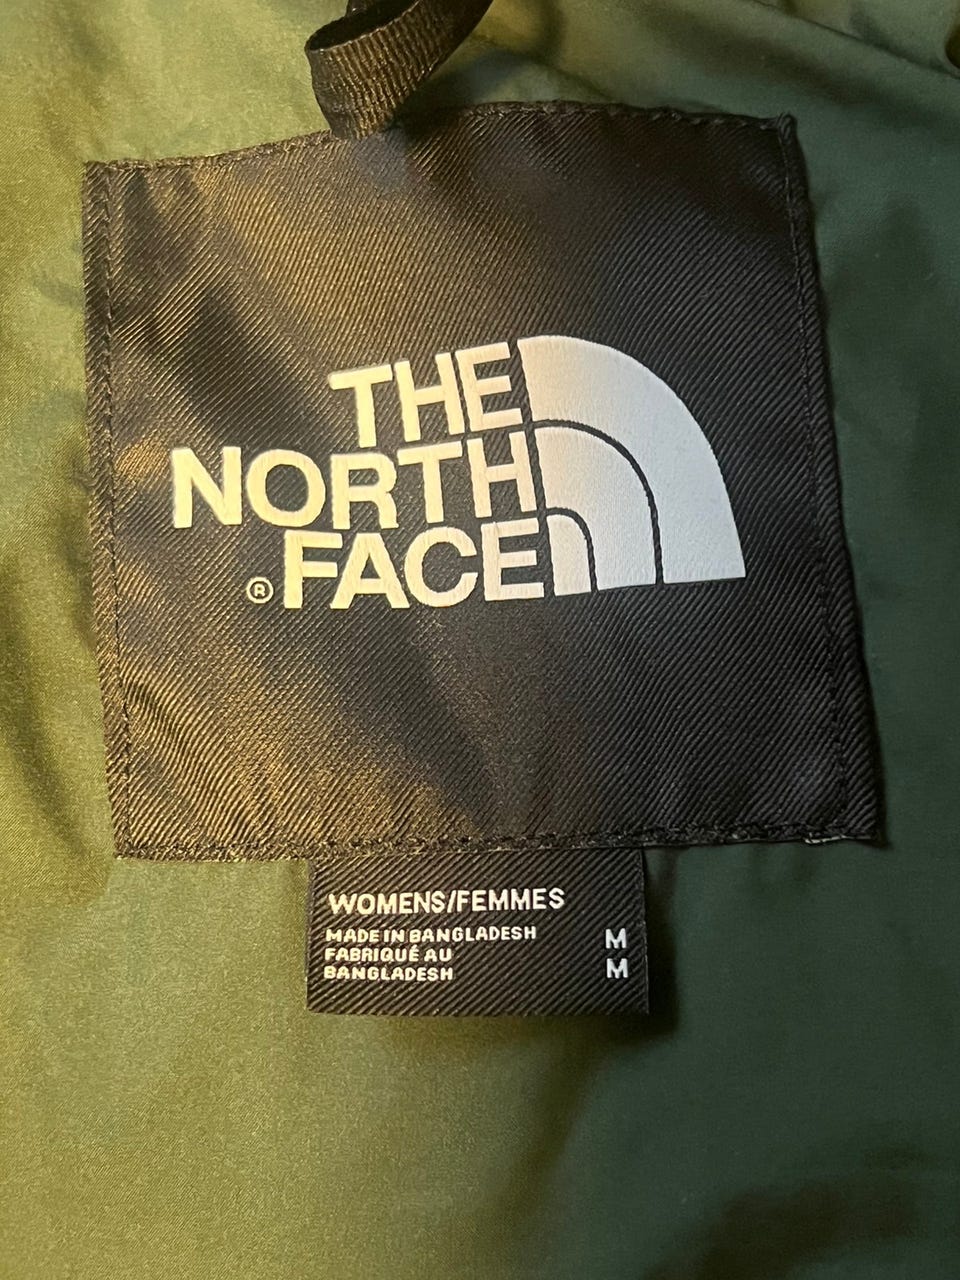 THE
NORTH
® FACE
WOMENS/FEMMES
MADE IN BANGLADESH M
FABRIQUÉ AU
BANGLADESH M